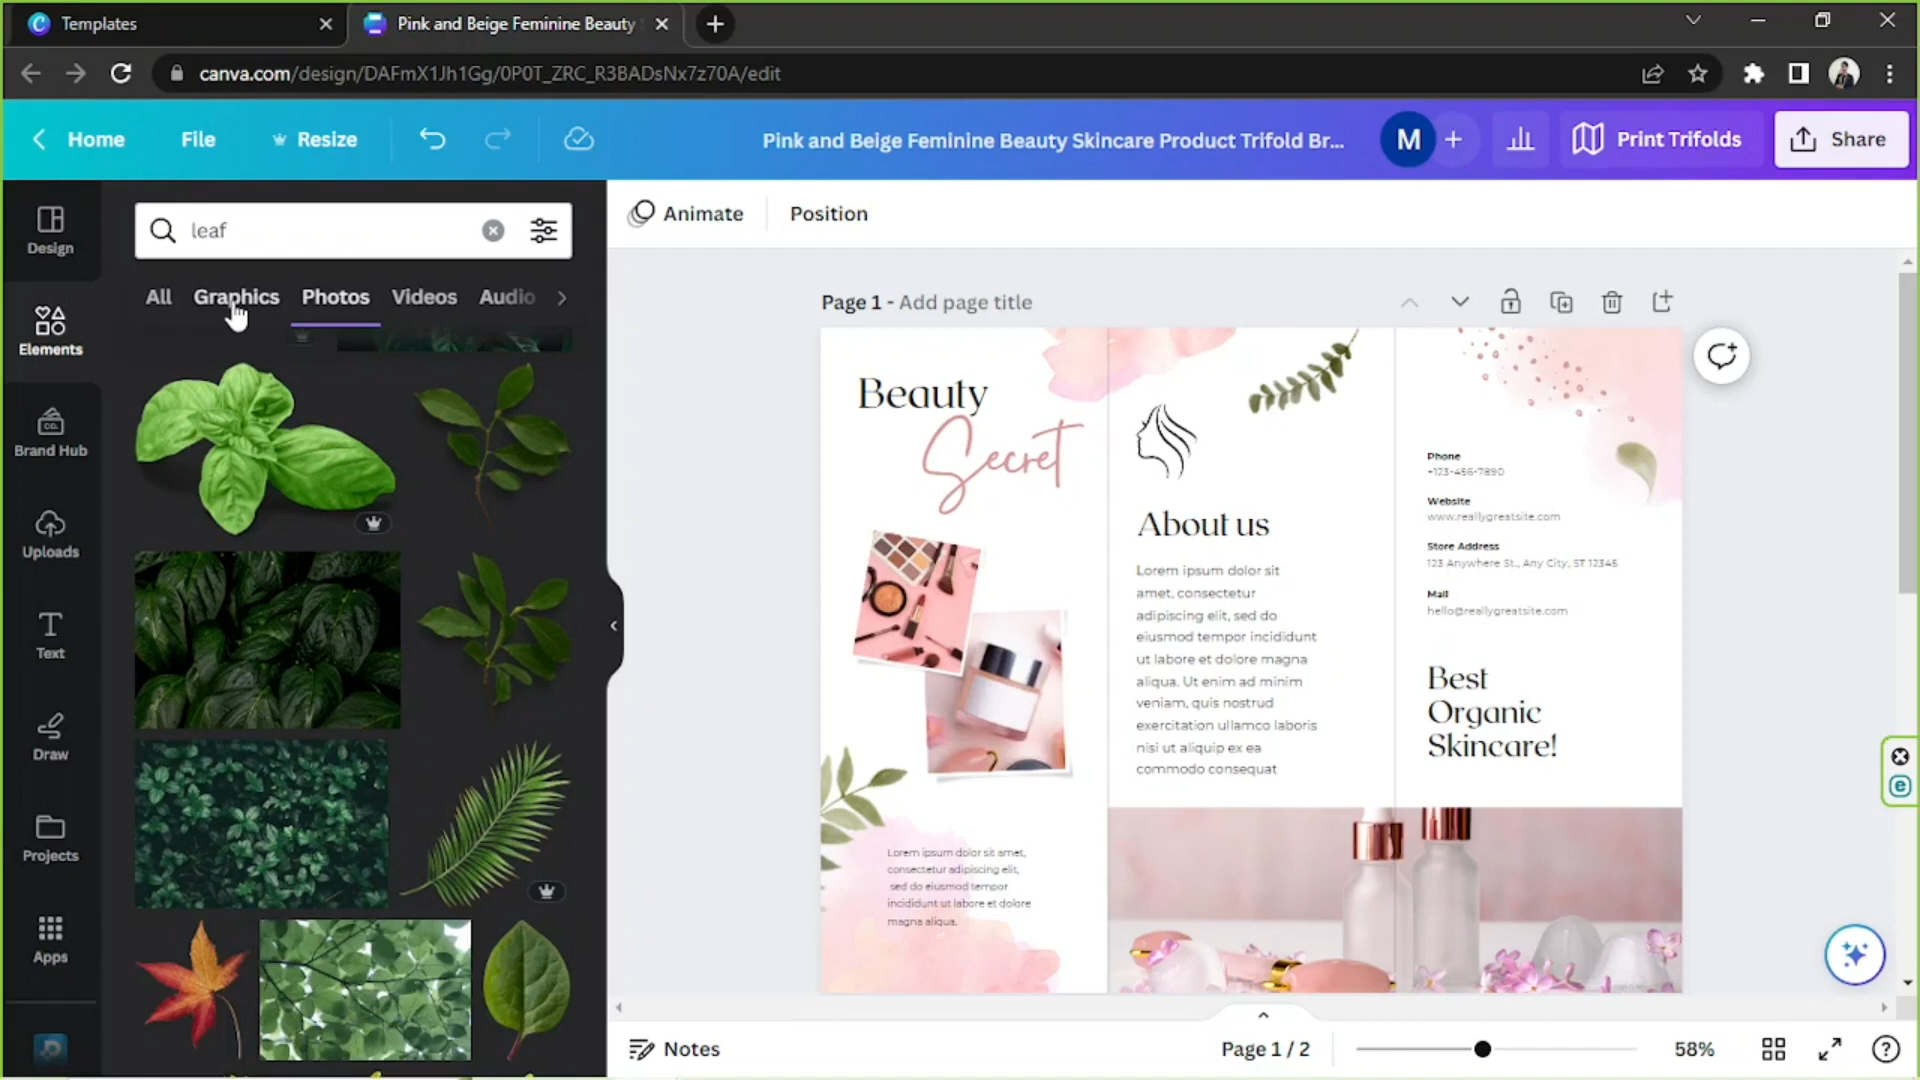 Templates
Pink and Beige Feminine Beauty
canva.com/design/DAFmX1Jh1Gg/0P0T_ZRC_R3BADsNx7z70A/edit
Home
File
Resize
Pink and Beige Feminine Beauty Skincare Product Trifold Br...
M
Print Trifolds
Share
Design
Elements
Brand Hub
Uploads
Text
Draw
Projects
Apps
leaf
All
Graphics
Photos
Videos
Audio
Animate
Position
Page 1 - Add page title
Beauty
Secret
Lorem ipsum dolor sit amet,
consectetur adipiscing elit,
sed do eiusmod tempor
incididunt ut labore et dolore
magna aliqua.
About us
Lorem ipsum dolor sit
amet, consectetur
adipiscing elit, sed do
eiusmod tempor incididunt
ut labore et dolore magna
aliqua. Ut enim ad minim
veniam, quis nostrud
exercitation ullamco laboris
nisi ut aliquip ex ea
commodo consequat
Phone
+123-456-7890
Website
www.reallygreatsite.com
Store Address
123 Anywhere St., Any City, ST 12345
Mail
hello@reallygreatsite.com
Best
Organic
Skincare!
Notes
Page 1 / 2
58%